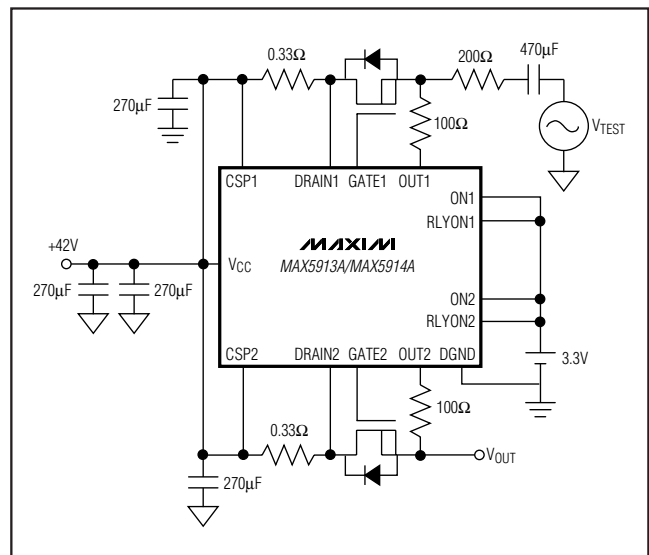 0.33Ω
200Ω
470µF
270µF
100Ω
VTEST
CSP1
DRAIN1
GATE1
OUT1
ON1
RLYON1
+42V
VCC
MAXIM
MAX5913A/MAX5914A
270µF
270µF
ON2
RLYON2
CSP2
DRAIN2
GATE2
OUT2
DGND
3.3V
100Ω
0.33Ω
VOUT
270µF